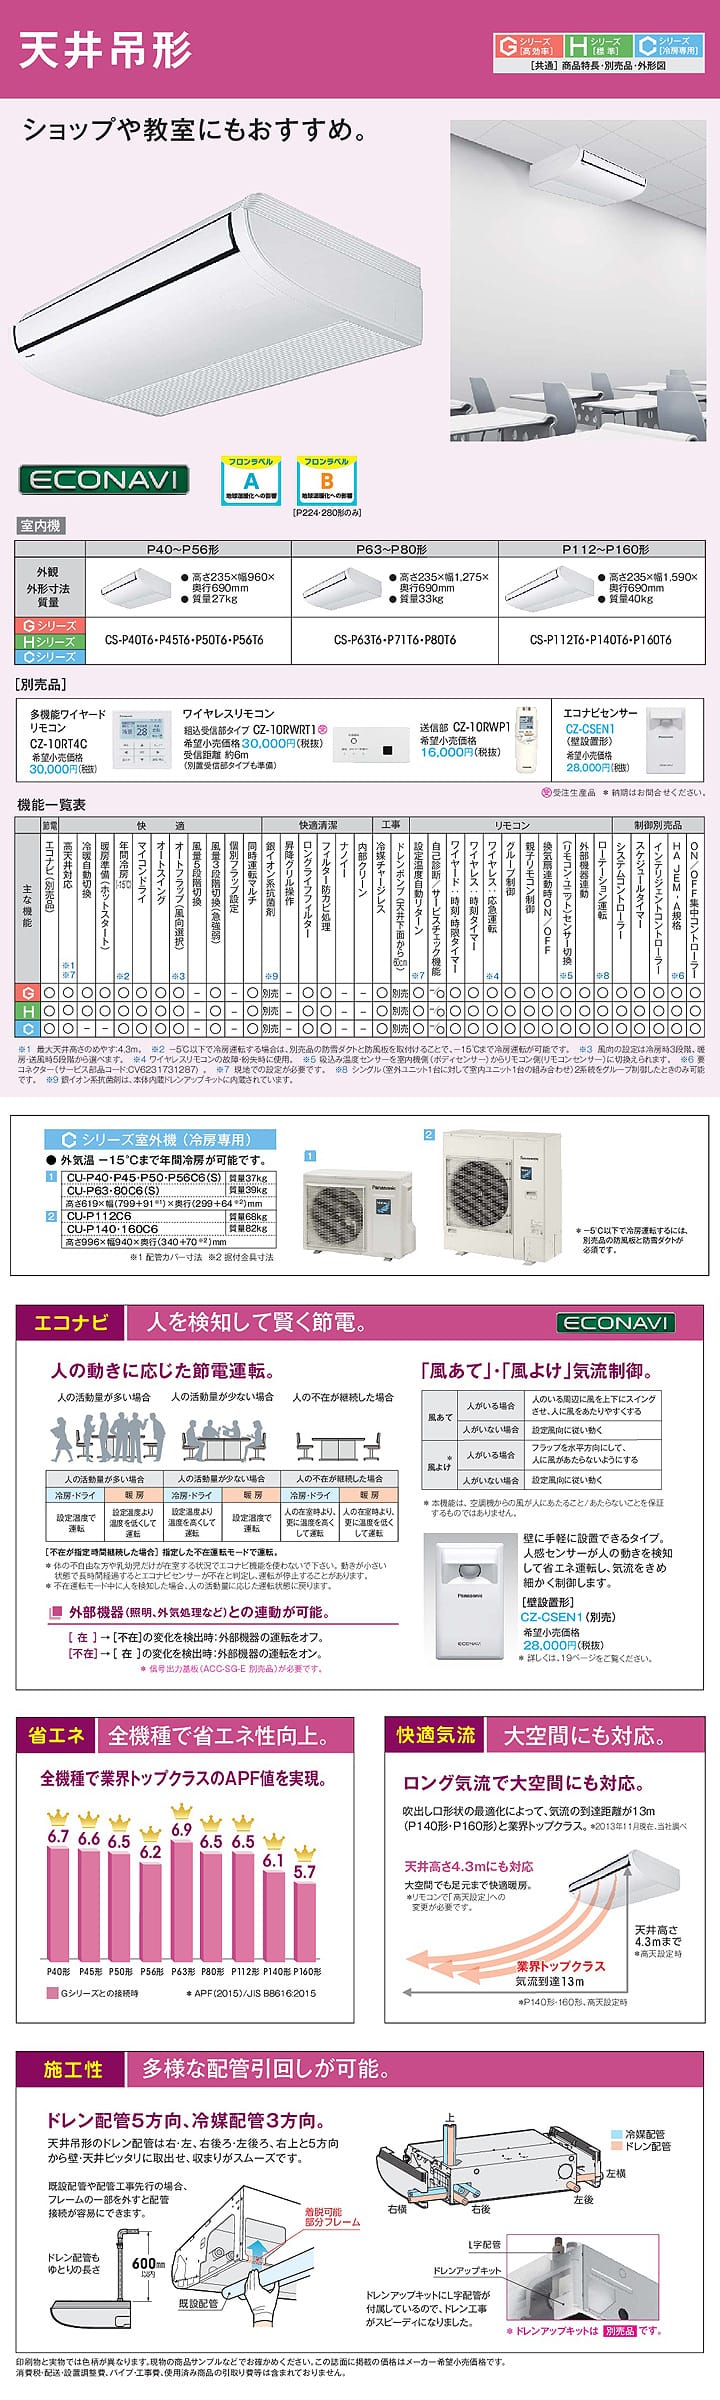 天井吊形
Gシリーズ [高効率]
Hシリーズ [標準]
Cシリーズ [冷房専用]
[共通] 商品特長・別売品・外形図
ショップや教室にもおすすめ。
ECONAVI
フロンラベル A 地球温暖化への影響
フロンラベル B 地球温暖化への影響
[P224・280形のみ]
室内機
P40〜P56形
P63〜P80形
P112〜P160形
外観
外形寸法
質量
● 高さ235×幅960×
奥行690mm
● 質量27kg
● 高さ235×幅1,275×
奥行690mm
● 質量33kg
● 高さ235×幅1,590×
奥行690mm
● 質量40kg
Gシリーズ
Hシリーズ
Cシリーズ
CS-P40T6・P45T6・P50T6・P56T6
CS-P63T6・P71T6・P80T6
CS-P112T6・P140T6・P160T6
[別売品]
多機能ワイヤード
リモコン
CZ-10RT4C
希望小売価格
30,000円(税抜)
ワイヤレスリモコン
組込受信部タイプ CZ-10RWRT1 受
希望小売価格 30,000円(税抜)
受信距離 約6m
(別置受信部タイプも準備)
送信部 CZ-10RWP1
希望小売価格
16,000円(税抜)
エコナビセンサー
CZ-CSEN1
(壁設置形)
希望小売価格
28,000円(税抜)
受 受注生産品 ＊納期はお問合せください。
機能一覧表
主な機能
節電
快適
快適清潔
工事
リモコン
制御別売品
エコナビ(別売品)
高天井対応 ※1 ※7
冷暖自動切換
暖房準備(ホットスタート)
年間冷房(-15℃) ※2
マイコンドライ
オートスイング
オートフラップ(風向選択) ※3
風量5段階切換
風量3段階切換(急強弱)
個別フラップ設定
同時運転マルチ
銀イオン系抗菌剤 ※9
昇降グリル操作
ロングライフフィルター
フィルター防カビ処理
ナノイー
内部クリーン
冷媒チャージレス
ドレンポンプ(天井下面から60cm)
設定温度自動リターン ※7
自己診断/サービスチェック機能
ワイヤード:時刻・時限タイマー
ワイヤレス:時刻タイマー
ワイヤレス:応急運転 ※4
グループ制御
親子リモコン制御
換気扇連動時ON/OFF
(リモコン・ユニット)センサー切換 ※5
外部機器連動
ローテーション運転 ※8
システムコントローラー
スケジュールタイマー
インテリジェントコントローラー
HA JEM-A規格 ※6
ON/OFF集中コントローラー
G ○ ○ ○ ○ ○ ○ ○ ○ − ○ − ○ 別売 − ○ ○ − − ○ 別売 ○ −/○ ○ ○ ○ ○ ○ ○ ○ ○ ○ ○ ○ ○ ○ ○
H ○ ○ ○ ○ ○ ○ ○ ○ − ○ − ○ 別売 − ○ ○ − − ○ 別売 ○ −/○ ○ ○ ○ ○ ○ ○ ○ ○ ○ ○ ○ ○ ○ ○
C ○ ○ − − ○ ○ ○ ○ − ○ − ○ 別売 − ○ ○ − − ○ 別売 ○ −/○ ○ ○ ○ ○ ○ ○ ○ ○ ○ ○ ○ ○ ○ ○
※1 最大天井高さのめやす:4.3m。 ※2 −5℃以下で冷房運転する場合は、別売品の防雪ダクトと防風板を取付けることで、−15℃まで冷房運転が可能です。 ※3 風向の設定は冷房時3段階、暖
房・送風時5段階から選べます。 ※4 ワイヤレスリモコンの故障・紛失時に使用。 ※5 吸込み温度センサーを室内機側(ボディセンサー)からリモコン側(リモコンセンサー)に切換えられます。 ※6 要
コネクター(サービス部品コード:CV6231731287)。 ※7 現地での設定が必要です。 ※8 シングル(室外ユニット1台に対して室内ユニット1台の組み合わせ)2系統をグループ制御したときのみ可能
です。 ※9 銀イオン系抗菌剤は、本体内蔵ドレンアップキットに内蔵されています。
Cシリーズ室外機(冷房専用)
● 外気温 −15℃まで年間冷房が可能です。
1 CU-P40・P45・P50・P56C6(S) 質量37kg
CU-P63・80C6(S) 質量39kg
高さ619×幅(799+91※1)×奥行(299+64※2)mm
2 CU-P112C6 質量68kg
CU-P140・160C6 質量82kg
高さ996×幅940×奥行(340+70※2)mm
※1 配管カバー寸法 ※2 据付金具寸法
1
Panasonic
2
Panasonic
＊−5℃以下で冷房運転するには、
別売品の防風板と防雪ダクトが
必須です。
エコナビ 人を検知して賢く節電。
ECONAVI
人の動きに応じた節電運転。
人の活動量が多い場合
人の活動量が少ない場合
人の不在が継続した場合
人の活動量が多い場合
人の活動量が少ない場合
人の不在が継続した場合
冷房・ドライ 暖房 冷房・ドライ 暖房 冷房・ドライ 暖房
設定温度で
運転
設定温度より
温度を低くして
運転
設定温度より
温度を高くして
運転
設定温度で
運転
人の在室時より、
更に温度を高く
して運転
人の在室時より、
更に温度を低く
して運転
[不在が指定時間継続した場合] 指定した不在運転モードで運転。
＊体の不自由な方や乳幼児だけが在室する状況でエコナビ機能を使わないで下さい。動きが小さい
状態で長時間経過するとエコナビセンサーが不在と判定し、運転が停止することがあります。
＊不在運転モード中に人を検知した場合、人の活動量に応じた運転状態に戻ります。
外部機器(照明、外気処理など)との連動が可能。
[ 在 ]→[不在]の変化を検出時:外部機器の運転をオフ。
[不在]→[ 在 ]の変化を検出時:外部機器の運転をオン。
＊信号出力基板(ACC-SG-E 別売品)が必要です。
「風あて」・「風よけ」気流制御。
風あて
人がいる場合
人のいる周辺に風を上下にスイング
させ、人に風をあたりやすくする
人がいない場合
設定風向に従い動く
風よけ＊
人がいる場合
フラップを水平方向にして、
人に風があたらないようにする
人がいない場合
設定風向に従い動く
＊本機能は、空調機からの風が人にあたること/あたらないことを保証
するものではありません。
Panasonic
ECONAVI
壁に手軽に設置できるタイプ。
人感センサーが人の動きを検知
して省エネ運転し、気流をきめ
細かく制御します。
[壁設置形]
CZ-CSEN1(別売)
希望小売価格
28,000円(税抜)
＊詳しくは、19ページをご覧ください。
省エネ 全機種で省エネ性向上。
全機種で業界トップクラスのAPF値を実現。
6.7 6.6 6.5 6.2 6.9 6.5 6.5 6.1 5.7
P40形 P45形 P50形 P56形 P63形 P80形 P112形 P140形 P160形
Gシリーズとの接続時
＊APF(2015)/JIS B8616:2015
快適気流 大空間にも対応。
ロング気流で大空間にも対応。
吹出し口形状の最適化によって、気流の到達距離が13m
(P140形・P160形)と業界トップクラス。＊2013年11月現在、当社調べ
天井高さ4.3mにも対応
大空間でも足元まで快適暖房。
＊リモコンで「高天設定」への
変更が必要です。
天井高さ
4.3mまで
＊高天設定時
業界トップクラス
気流到達13m
＊P140形・160形、高天設定時
施工性 多様な配管引回しが可能。
ドレン配管5方向、冷媒配管3方向。
天井吊形のドレン配管は右・左、右後ろ・左後ろ、右上と5方向
から壁・天井ピッタリに取出せ、収まりがスムーズです。
既設配管や配管工事先行の場合、
フレームの一部を外すと配管
接続が容易にできます。
ドレン配管も
ゆとりの長さ
600mm
以内
既設配管
着脱可能
部分フレーム
上
冷媒配管
ドレン配管
左横
左後
右後
右横
L字配管
ドレンアップキット
ドレンアップキットにL字配管が
付属しているので、ドレン工事
がスピーディになりました。
＊ドレンアップキットは 別売品 です。
印刷物と実物では色柄が異なります。現物の商品サンプルなどでお確かめください。この誌面に掲載の価格はメーカー希望小売価格です。
消費税・配送・設置調整費、パイプ・工事費、使用済み商品の引取り費等は含まれておりません。